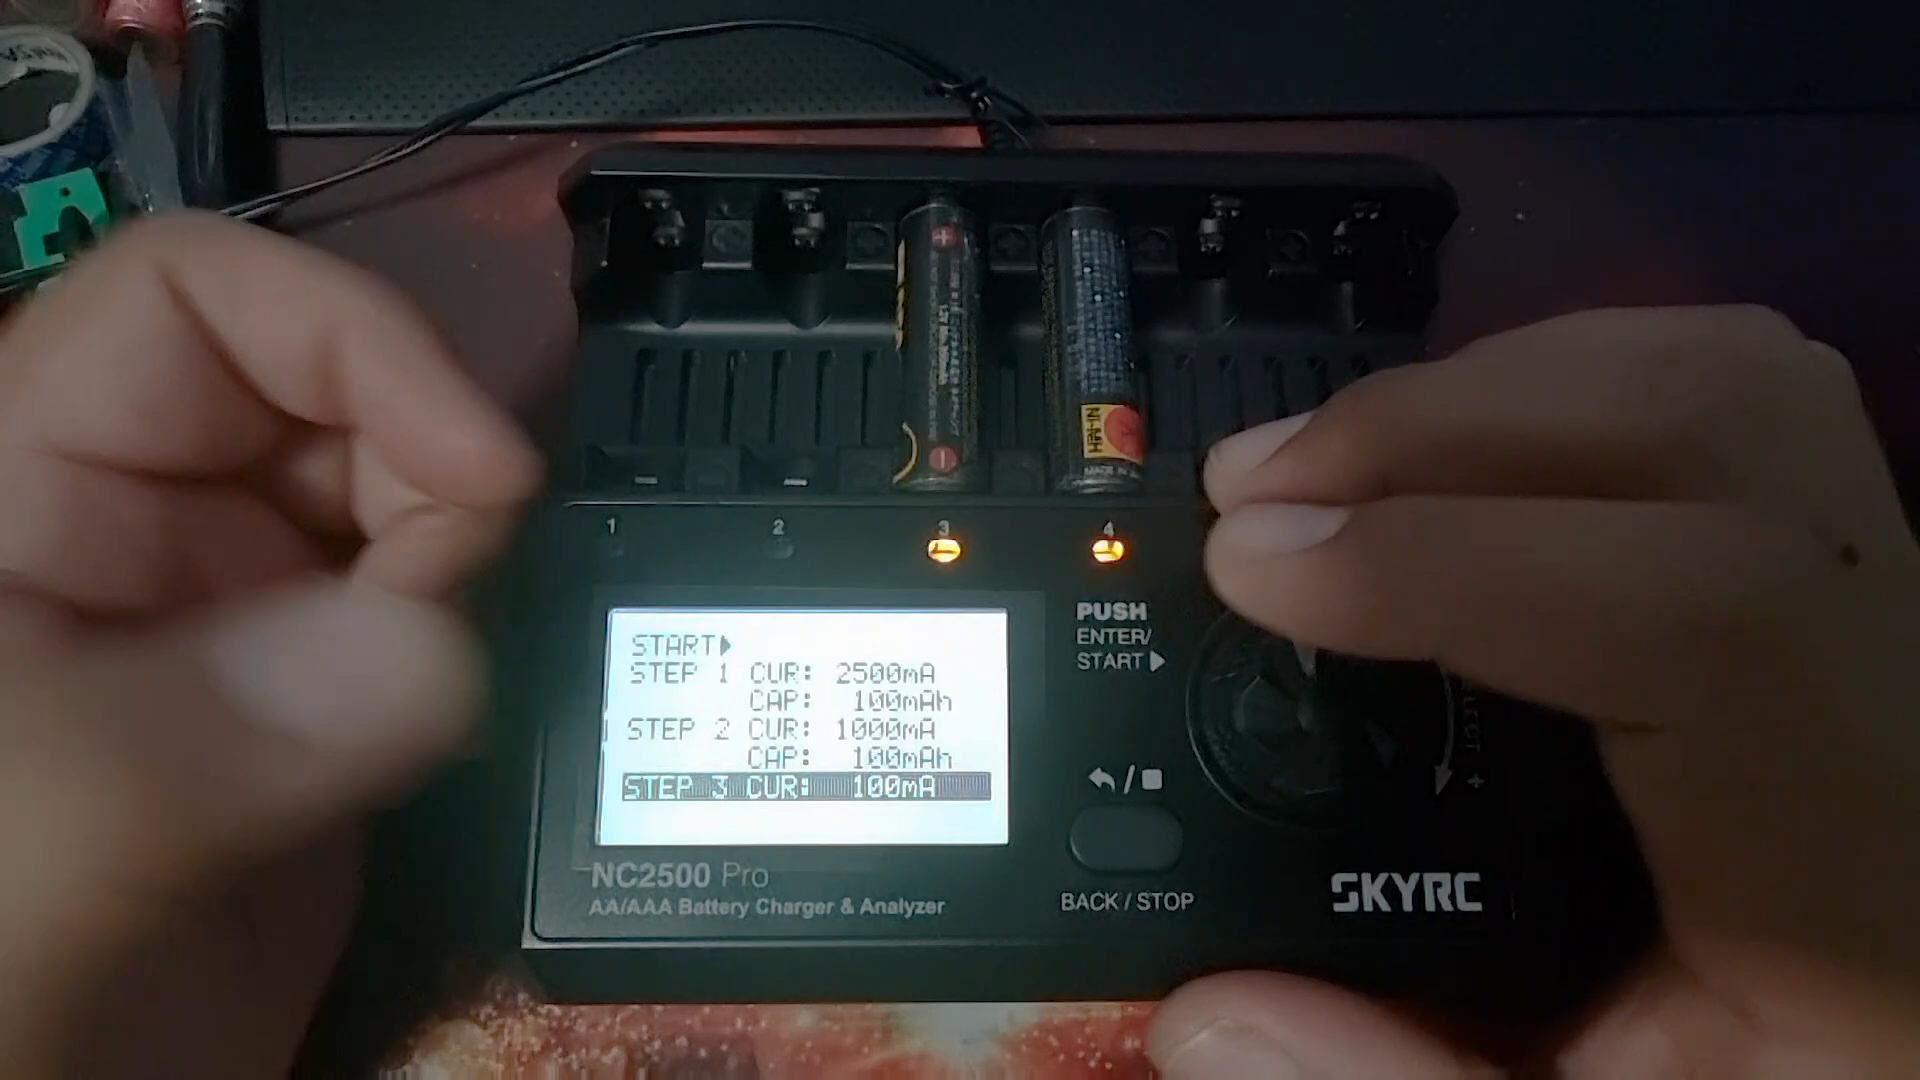 Ni-MH
1
2
3
4
START▶
STEP 1 CUR: 2500mA
CAP: 100mAh
STEP 2 CUR: 1000mA
CAP: 100mAh
STEP 3 CUR: 100mA
PUSH
ENTER/
START ▶
BACK / STOP
NC2500 Pro
AA/AAA Battery Charger & Analyzer
SKYRC